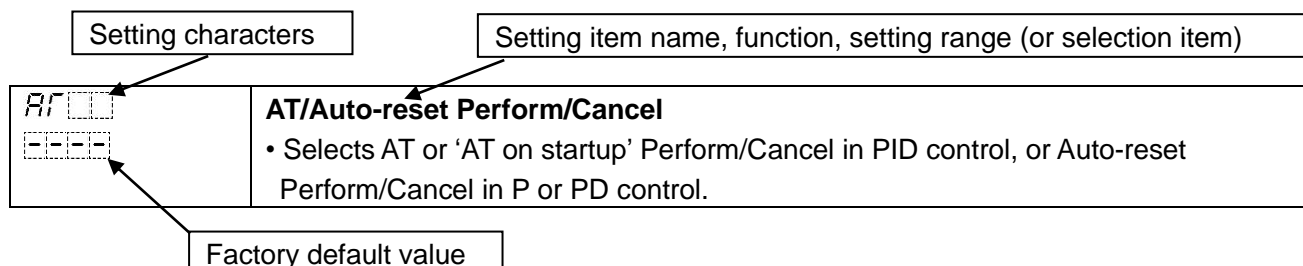 Setting characters
Setting item name, function, setting range (or selection item)
AT
AT/Auto-reset Perform/Cancel
----
• Selects AT or ‘AT on startup’ Perform/Cancel in PID control, or Auto-reset
Perform/Cancel in P or PD control.
Factory default value